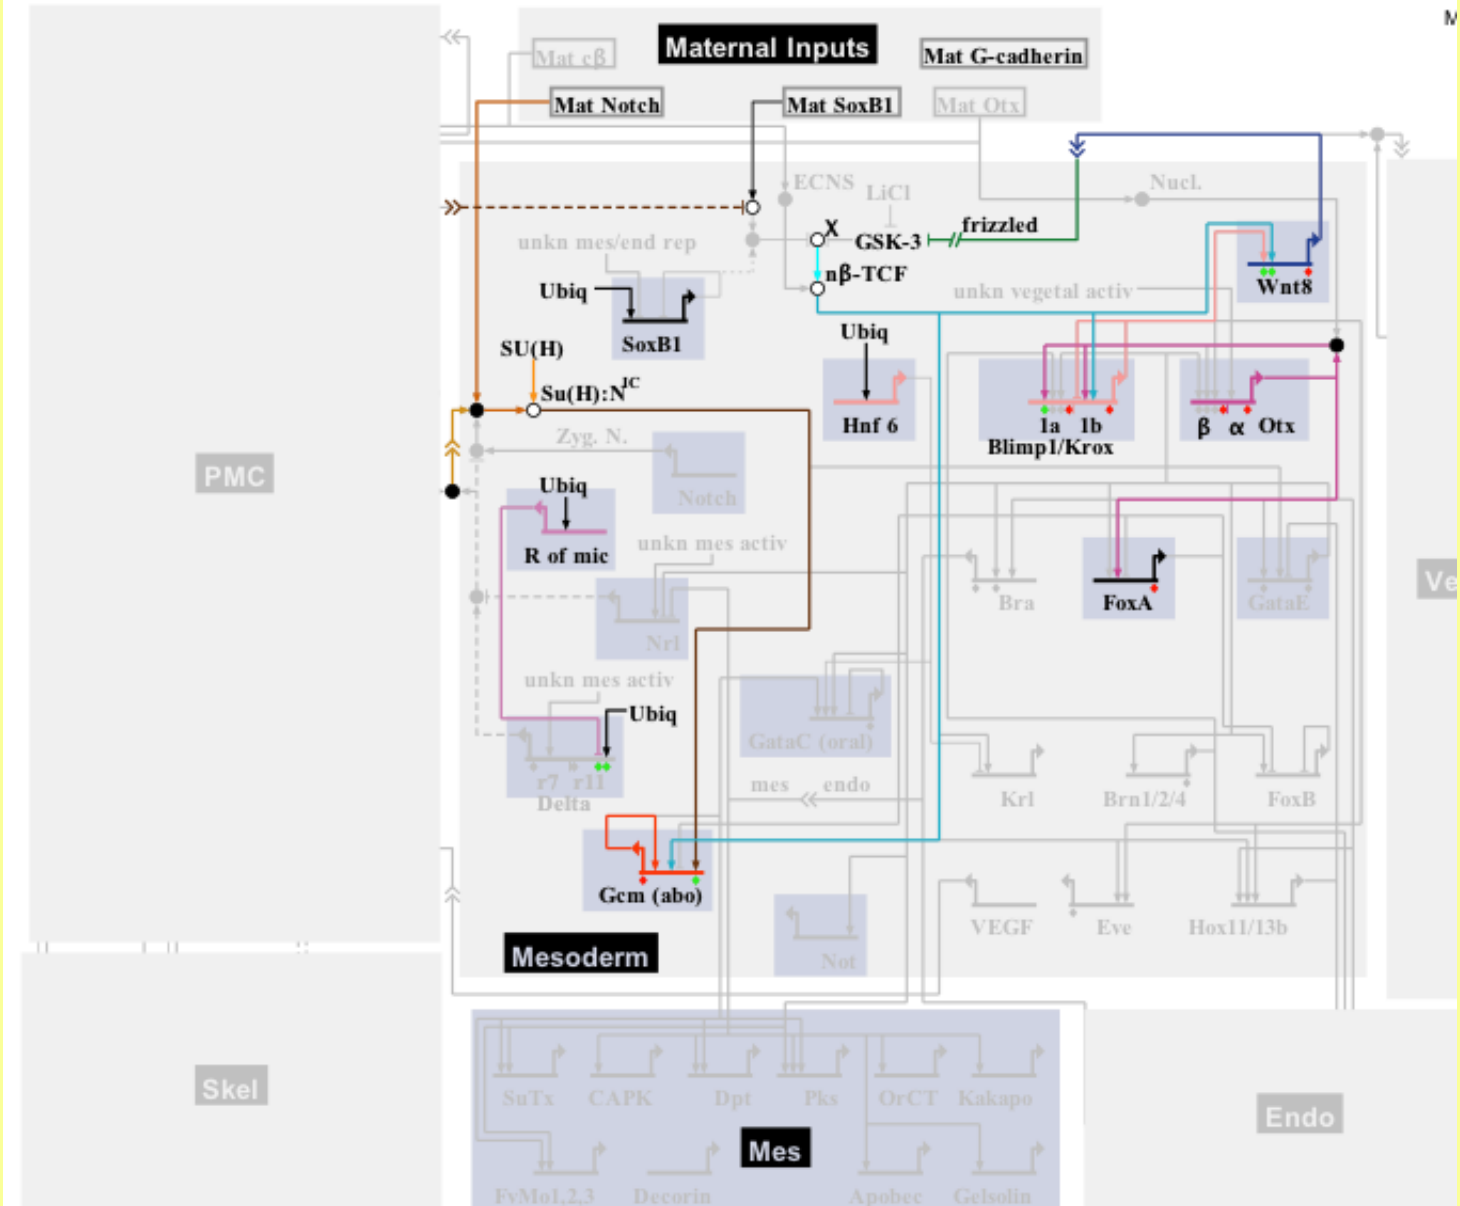 M
Mat cβ
Maternal Inputs
Mat G-cadherin
Mat Notch
Mat SoxB1
Mat Otx
ECNS
LiCl
Nucl.
unkn mes/end rep
X
GSK-3
frizzled
nβ-TCF
Ubiq
unkn vegetal activ
Wnt8
SoxB1
Ubiq
SU(H)
Su(H):N^IC
Hnf 6
1a 1b
Blimp1/Krox
β α Otx
Zyg. N.
PMC
Notch
Ubiq
R of mic
unkn mes activ
Bra
FoxA
GataE
Ve
Nrl
unkn mes activ
Ubiq
GataC (oral)
r7 r11
Delta
mes endo
Krl
Brn1/2/4
FoxB
Gcm (abo)
VEGF
Eve
Hox11/13b
Mesoderm
Not
Skel
SuTx
CAPK
Dpt
Pks
OrCT
Kakapo
Endo
Mes
FvMo1,2,3
Decorin
Apobec
Gelsolin